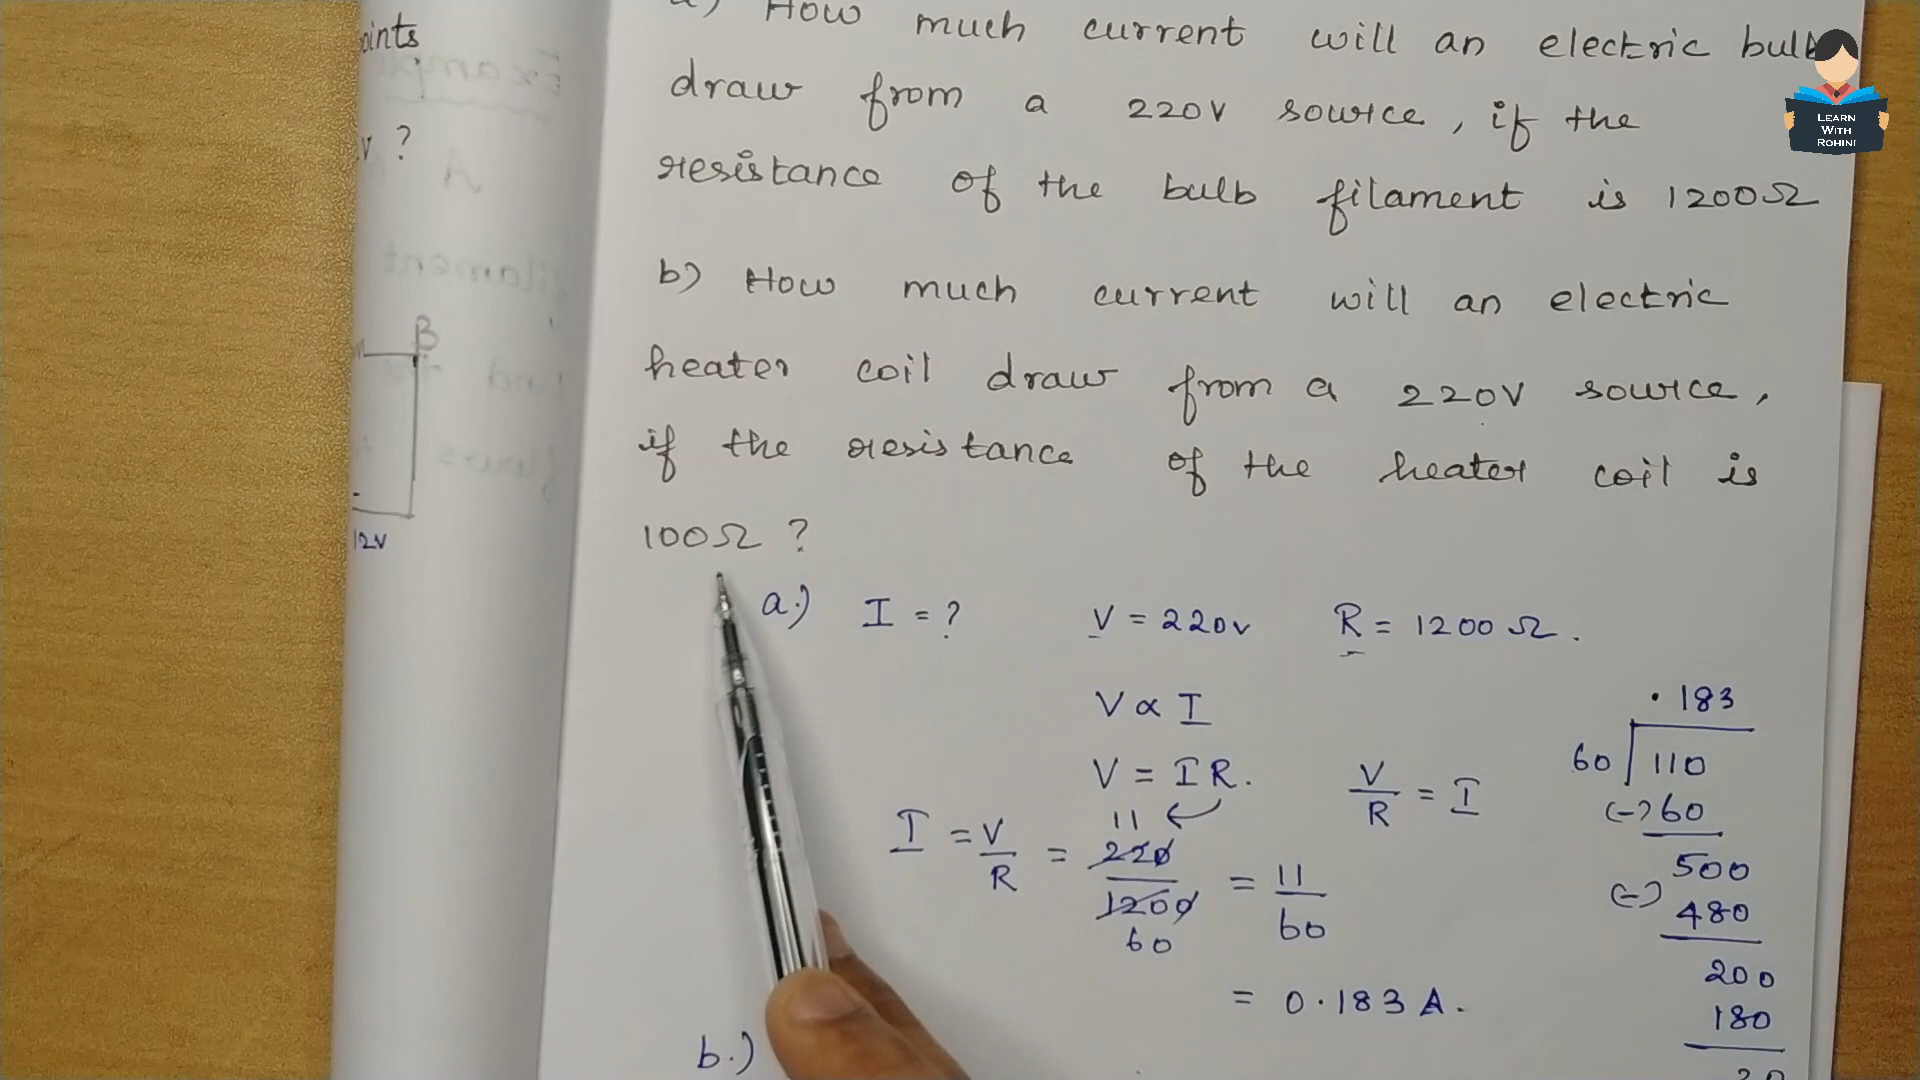 a) How much current will an electric bulb
draw from a 220V source, if the
resistance of the bulb filament is 1200Ω
b) How much current will an electric
heater coil draw from a 220V source,
if the resistance of the heater coil is
100Ω ?
a.) I = ? V = 220v R = 1200 Ω.
V ∝ I
V = IR.
V/R = I
I = V/R = 220/1200 = 11/60
11
60
= 0.183 A.
.183
60 110
(-) 60
500
(-) 480
200
180
20
b.)
oints
v ?
B
12V
LEARN
WITH
ROHINI